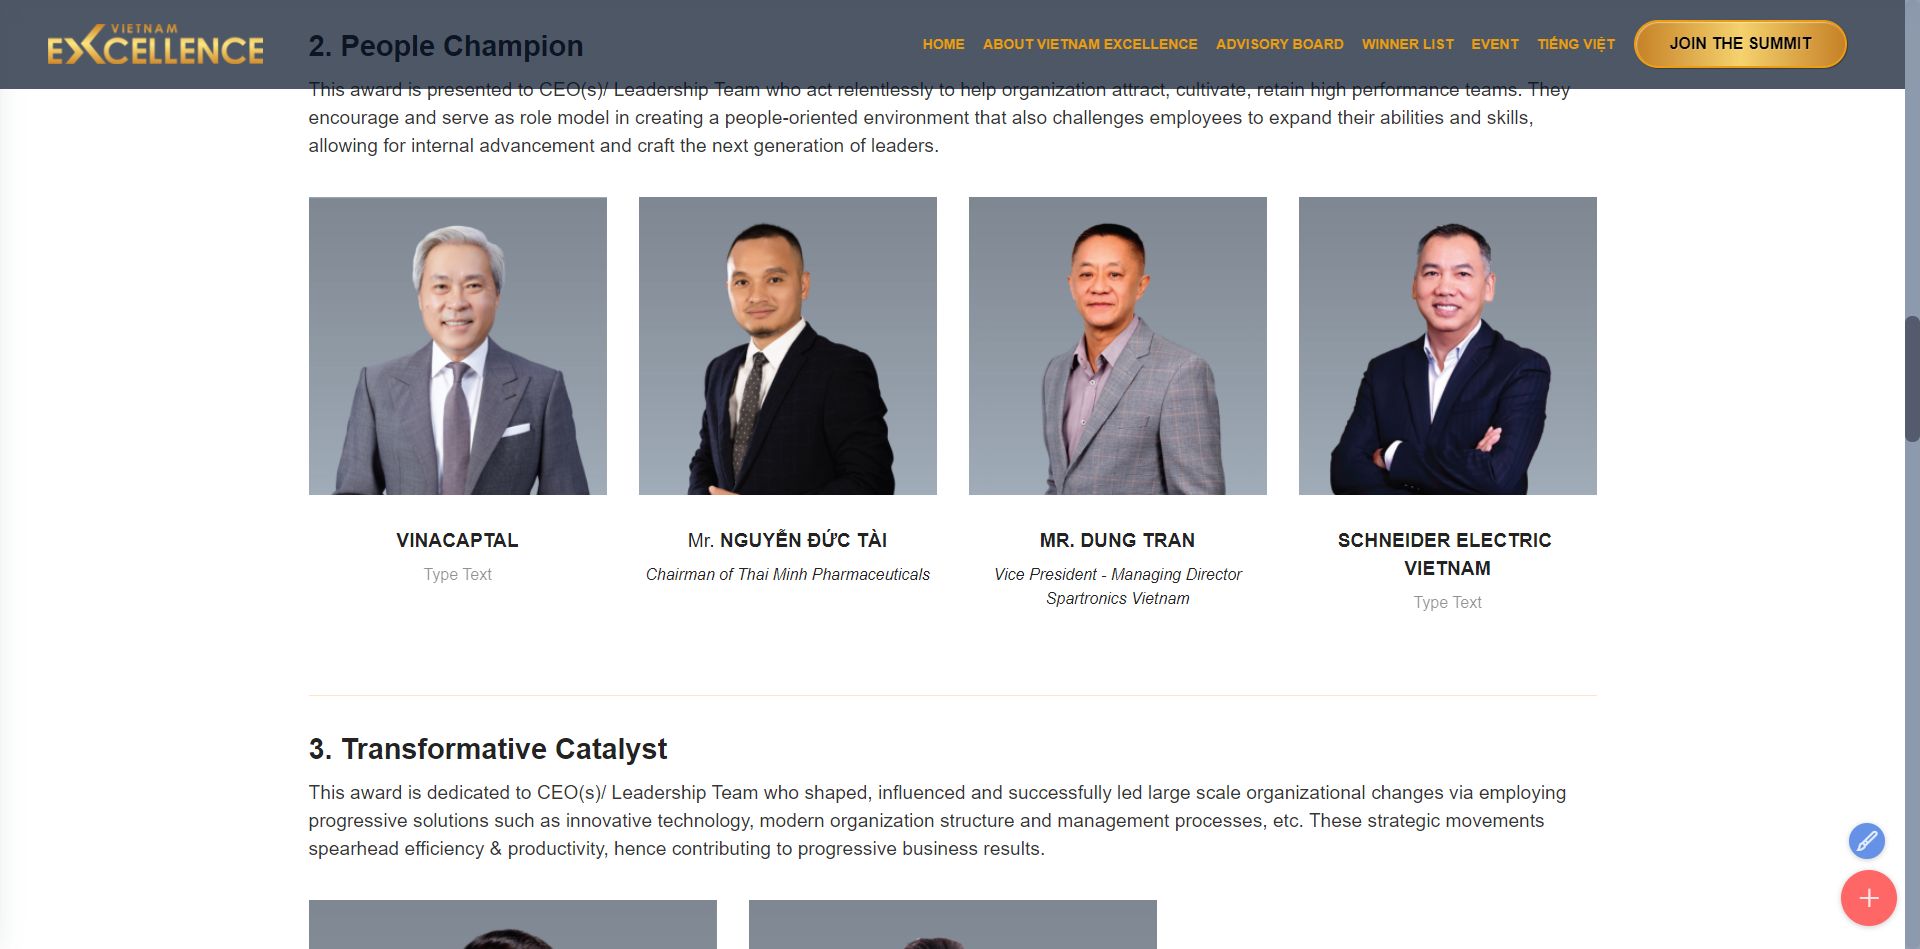 VIETNAM
EXCELLENCE
HOME ABOUT VIETNAM EXCELLENCE ADVISORY BOARD WINNER LIST EVENT TIẾNG VIỆT JOIN THE SUMMIT
2. People Champion
This award is presented to CEO(s)/ Leadership Team who act relentlessly to help organization attract, cultivate, retain high performance teams. They
encourage and serve as role model in creating a people-oriented environment that also challenges employees to expand their abilities and skills,
allowing for internal advancement and craft the next generation of leaders.
VINACAPTAL
Type Text
Mr. NGUYỄN ĐỨC TÀI
Chairman of Thai Minh Pharmaceuticals
MR. DUNG TRAN
Vice President - Managing Director
Spartronics Vietnam
SCHNEIDER ELECTRIC
VIETNAM
Type Text
3. Transformative Catalyst
This award is dedicated to CEO(s)/ Leadership Team who shaped, influenced and successfully led large scale organizational changes via employing
progressive solutions such as innovative technology, modern organization structure and management processes, etc. These strategic movements
spearhead efficiency & productivity, hence contributing to progressive business results.